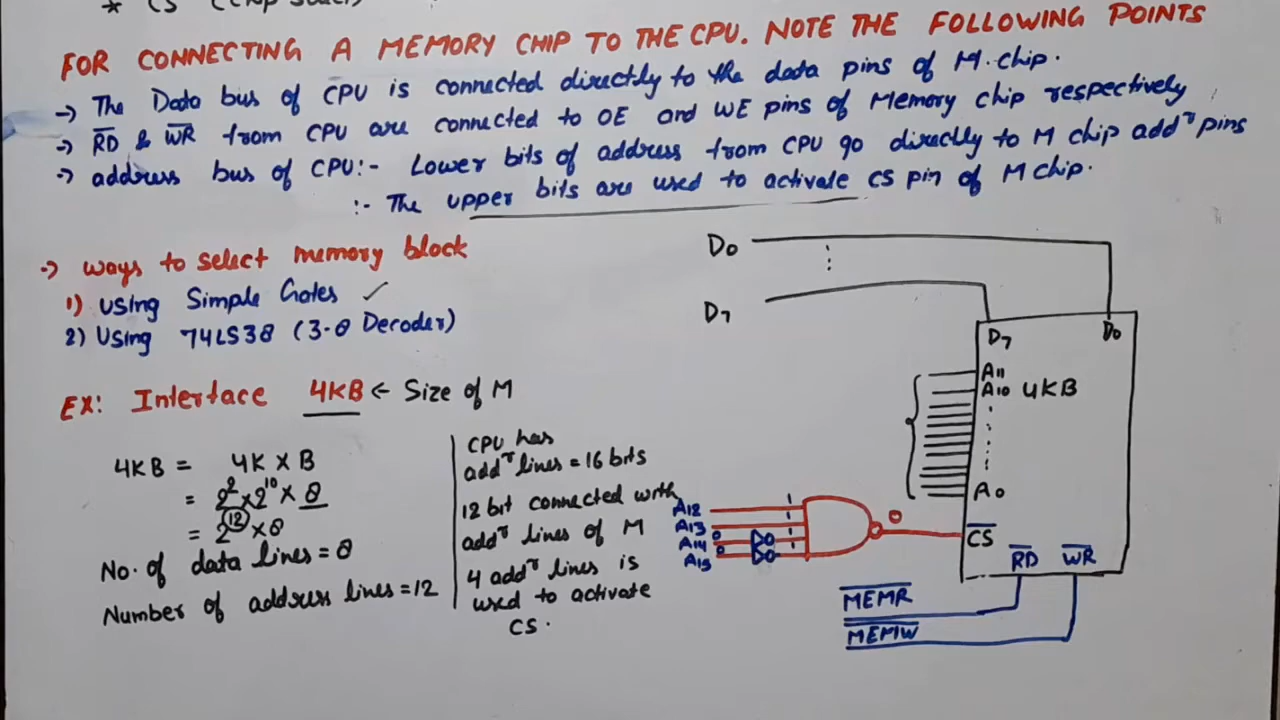 * CS (Chip Select)
FOR CONNECTING A MEMORY CHIP TO THE CPU. NOTE THE FOLLOWING POINTS
-> The Data bus of CPU is connected directly to the data pins of M.chip.
-> R̅D̅ & W̅R̅ from CPU are connected to OE and WE pins of Memory chip respectively
-> address bus of CPU:- Lower bits of address from CPU go directly to M chip addʳ pins
:- The upper bits are used to activate CS pin of M chip.
-> Ways to select memory block
1) Using Simple Gates ✓
2) Using 74LS38 (3-8 Decoder)
EX: Interface 4KB ← Size of M
4KB = 4K × B
= 2² × 2¹⁰ × 8
= 2¹² × 8
No. of data lines = 8
Number of address lines = 12
CPU has
addʳ lines = 16 bits
12 bit connected with
addʳ lines of M
4 addʳ lines is
used to activate
CS.
D0
D7
D7 D0
A11
A10 4KB
A0
C̅S̅
R̅D̅ W̅R̅
A12
A13
A14 0
A15 0
1
1
0
M̅E̅M̅R̅
M̅E̅M̅W̅